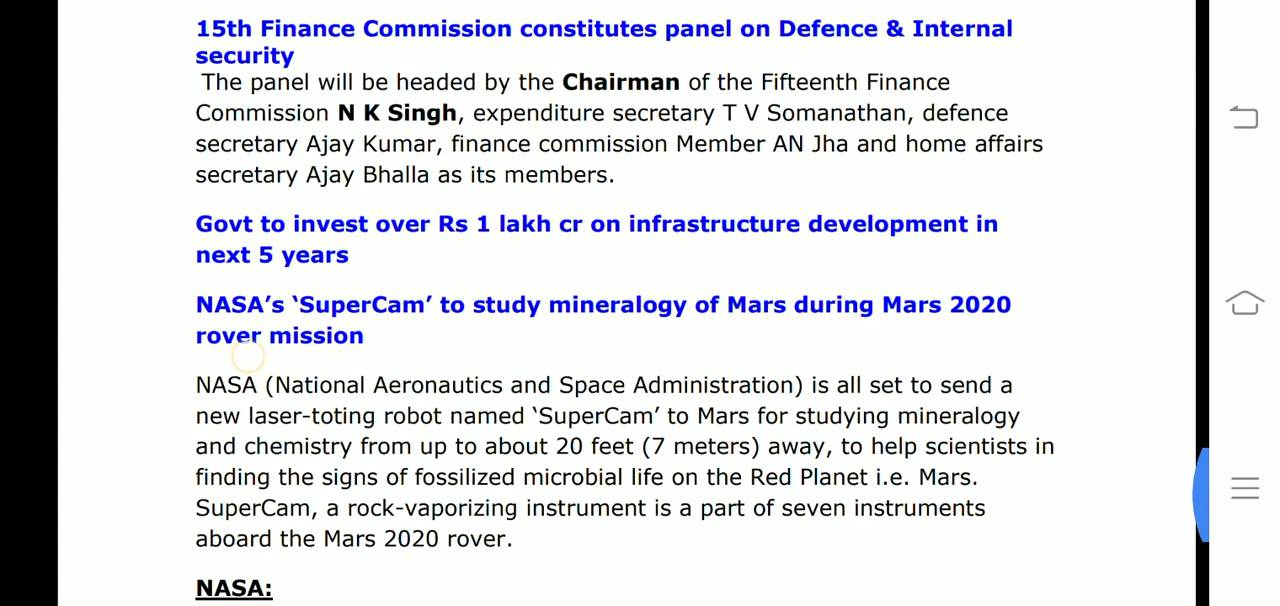 15th Finance Commission constitutes panel on Defence & Internal
security
The panel will be headed by the Chairman of the Fifteenth Finance
Commission N K Singh, expenditure secretary T V Somanathan, defence
secretary Ajay Kumar, finance commission Member AN Jha and home affairs
secretary Ajay Bhalla as its members.
Govt to invest over Rs 1 lakh cr on infrastructure development in
next 5 years
NASA's ‘SuperCam’ to study mineralogy of Mars during Mars 2020
rover mission
NASA (National Aeronautics and Space Administration) is all set to send a
new laser-toting robot named ‘SuperCam’ to Mars for studying mineralogy
and chemistry from up to about 20 feet (7 meters) away, to help scientists in
finding the signs of fossilized microbial life on the Red Planet i.e. Mars.
SuperCam, a rock-vaporizing instrument is a part of seven instruments
aboard the Mars 2020 rover.
NASA: